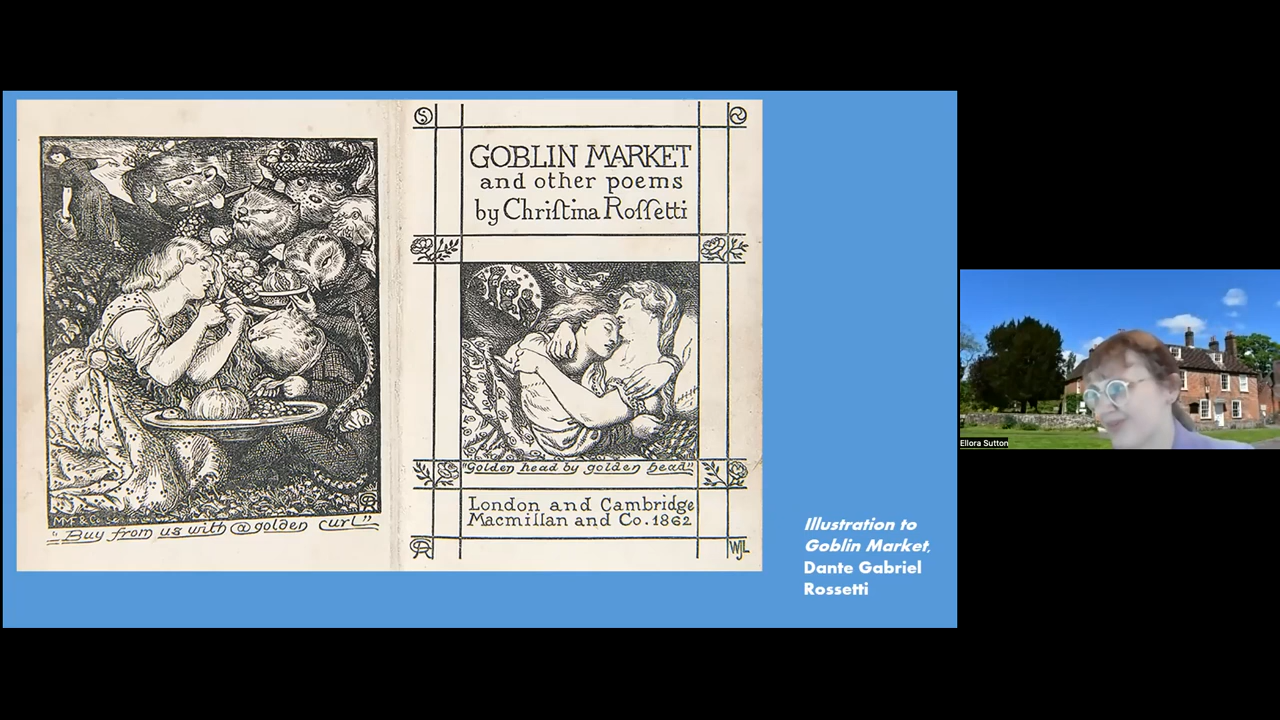 "Buy from us with a golden curl"
GOBLIN MARKET
and other poems
by Chriſtina Roſſetti
"Golden head by golden head"
London and Cambridge
Macmillan and Co. 1862
WJL
Illustration to
Goblin Market,
Dante Gabriel
Rossetti
Ellora Sutton